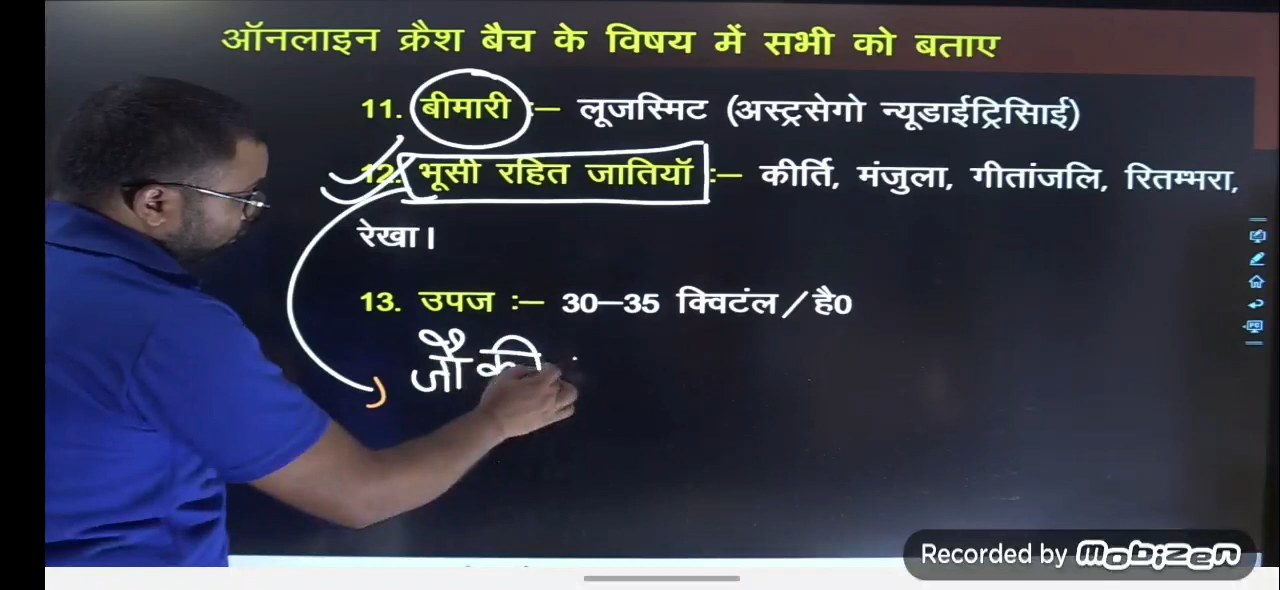 ऑनलाइन क्रैश बैच के विषय में सभी को बताए
11. बीमारी :– लूजस्मिट (अस्ट्रसेगो न्यूडाईट्रिसिाई)
12. भूसी रहित जातियॉ :– कीर्ति, मंजुला, गीतांजलि, रितम्भरा,
रेखा।
13. उपज :– 30–35 क्विटंल/है0
जौ की
Recorded by mobizen